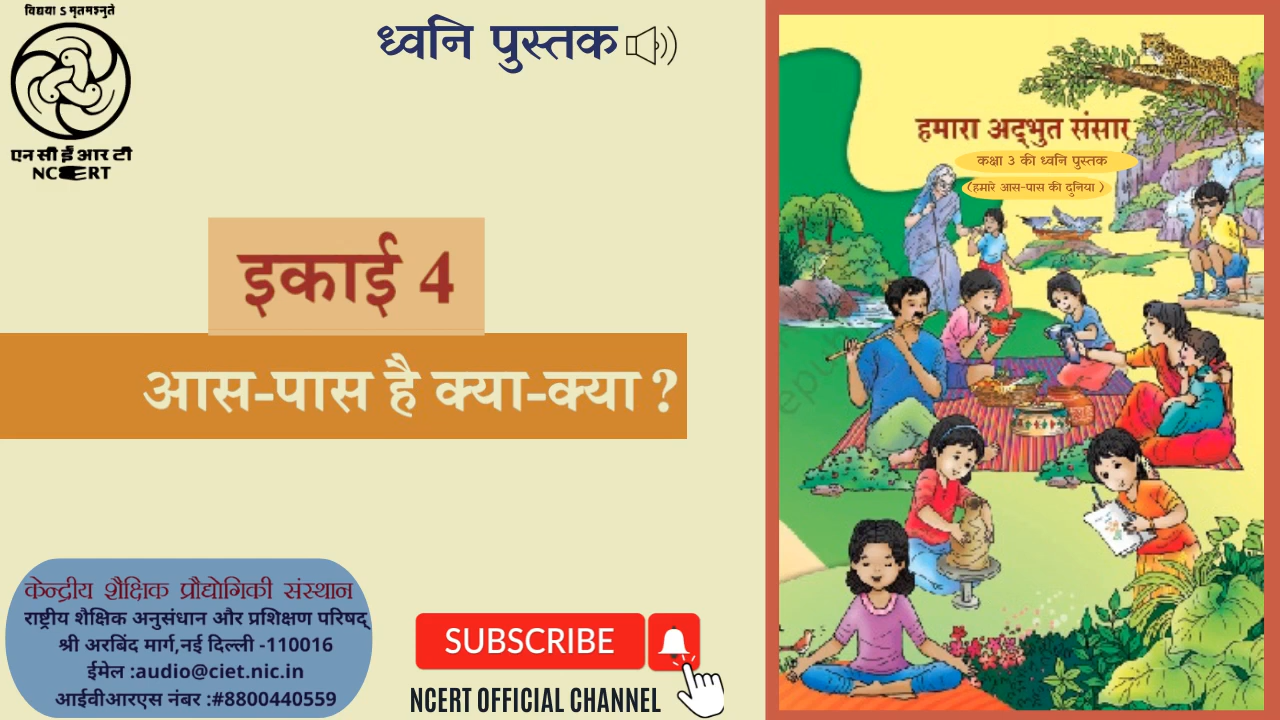 विद्यया ऽ मृतमश्नुते
एन सी ई आर टी
NCERT
ध्वनि पुस्तक
इकाई 4
आस-पास है क्या-क्या ?
केन्द्रीय शैक्षिक प्रौद्योगिकी संस्थान
राष्ट्रीय शैक्षिक अनुसंधान और प्रशिक्षण परिषद्
श्री अरबिंद मार्ग,नई दिल्ली -110016
ईमेल :audio@ciet.nic.in
आईवीआरएस नंबर :#8800440559
SUBSCRIBE
NCERT OFFICIAL CHANNEL
हमारा अद्भुत संसार
कक्षा 3 की ध्वनि पुस्तक
(हमारे आस-पास की दुनिया )